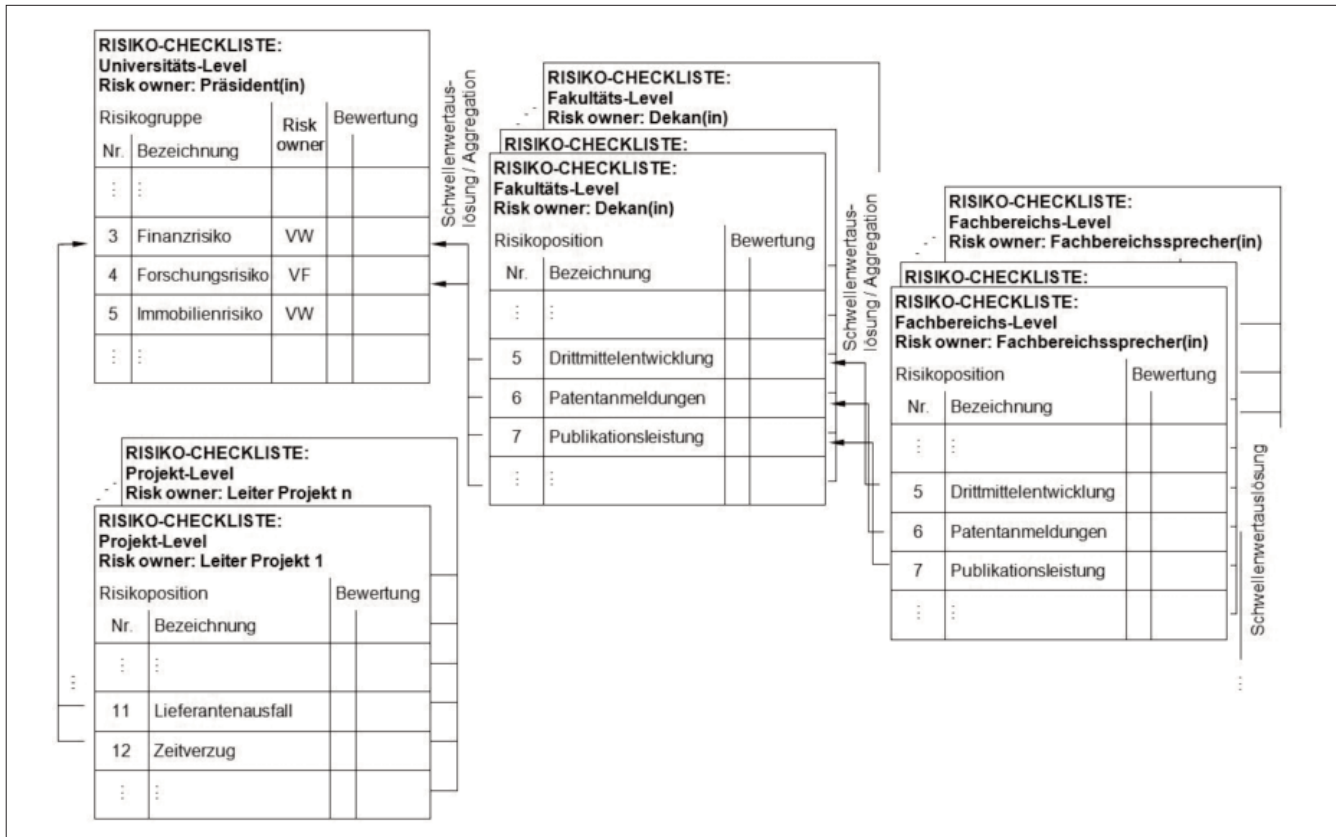 RISIKO-CHECKLISTE:
Universitäts-Level
Risk owner: Präsident(in)
Risikogruppe
Risk owner
Bewertung
Nr.
Bezeichnung
⋮ ⋮
3 Finanzrisiko VW
4 Forschungsrisiko VF
5 Immobilienrisiko VW
⋮ ⋮
Schwellenwertaus-
lösung / Aggregation
RISIKO-CHECKLISTE:
Fakultäts-Level
Risk owner: Dekan(in)
RISIKO-CHECKLISTE:
RISIKO-CHECKLISTE:
Fakultäts-Level
Risk owner: Dekan(in)
Risikoposition
Bewertung
Nr. Bezeichnung
⋮ ⋮
5 Drittmittelentwicklung
6 Patentanmeldungen
7 Publikationsleistung
⋮ ⋮
Schwellenwertaus-
lösung / Aggregation
RISIKO-CHECKLISTE:
Fachbereichs-Level
Risk owner: Fachbereichssprecher(in)
RISIKO-CHECKLISTE:
RISIKO-CHECKLISTE:
Fachbereichs-Level
Risk owner: Fachbereichssprecher(in)
Risikoposition
Bewertung
Nr. Bezeichnung
⋮ ⋮
5 Drittmittelentwicklung
6 Patentanmeldungen
7 Publikationsleistung
⋮ ⋮
Schwellenwertauslösung
⋮
RISIKO-CHECKLISTE:
Projekt-Level
Risk owner: Leiter Projekt n
RISIKO-CHECKLISTE:
Projekt-Level
Risk owner: Leiter Projekt 1
Risikoposition
Bewertung
Nr. Bezeichnung
⋮ ⋮
⋮
11 Lieferantenausfall
12 Zeitverzug
⋮ ⋮